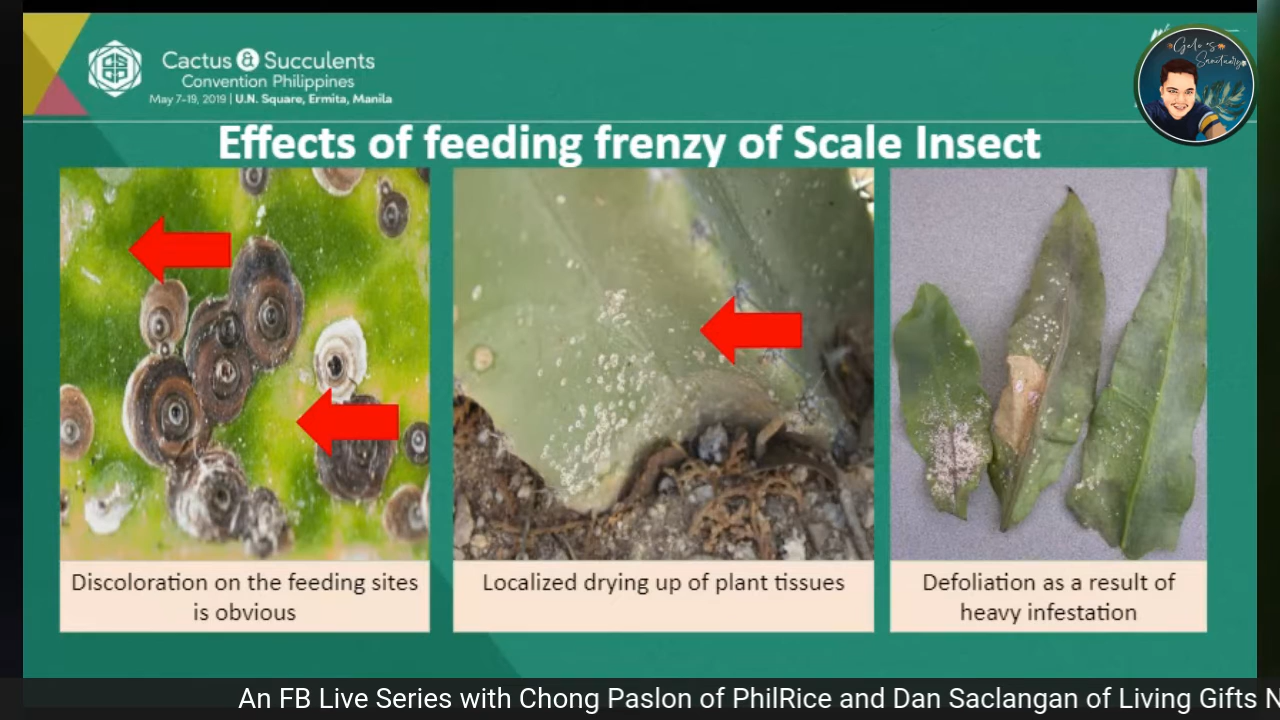 Cactus & Succulents
Convention Philippines
May 7-19, 2019 | U.N. Square, Ermita, Manila
Galo's
Sanctuary
Effects of feeding frenzy of Scale Insect
Discoloration on the feeding sites
is obvious
Localized drying up of plant tissues
Defoliation as a result of
heavy infestation
An FB Live Series with Chong Paslon of PhilRice and Dan Saclangan of Living Gifts N